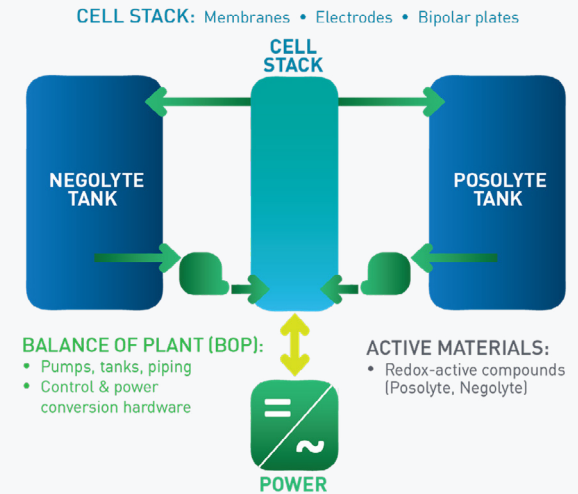 CELL STACK: Membranes • Electrodes • Bipolar plates
CELL
STACK
NEGOLYTE
TANK
POSOLYTE
TANK
BALANCE OF PLANT (BOP):
• Pumps, tanks, piping
• Control & power
conversion hardware
ACTIVE MATERIALS:
• Redox-active compounds
(Posolyte, Negolyte)
= ~
POWER